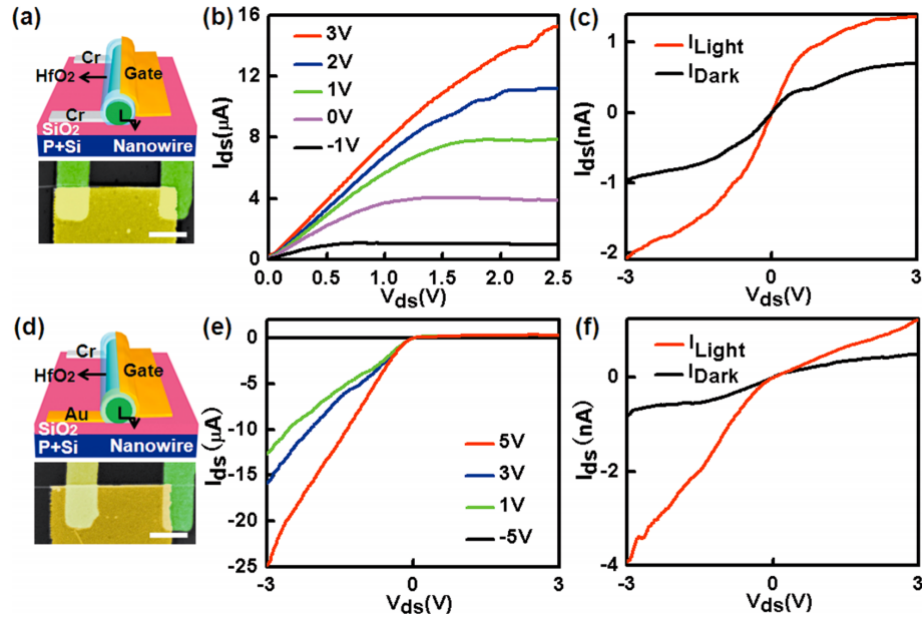 (a)
Cr
HfO2
Gate
Cr
L
SiO2
P+Si Nanowire
(b)
Ids(μA)
16
12
8
4
0
3V
2V
1V
0V
-1V
0.0 0.5 1.0 1.5 2.0 2.5
Vds(V)
(c)
Ids(nA)
1
0
-1
-2
ILight
IDark
-3 0 3
Vds(V)
(d)
Cr
HfO2
Gate
Au
L
SiO2
P+Si Nanowire
(e)
Ids(μA)
0
-5
-10
-15
-20
-25
5V
3V
1V
-5V
-3 0 3
Vds(V)
(f)
Ids(nA)
0
-2
-4
ILight
IDark
-3 0 3
Vds(V)